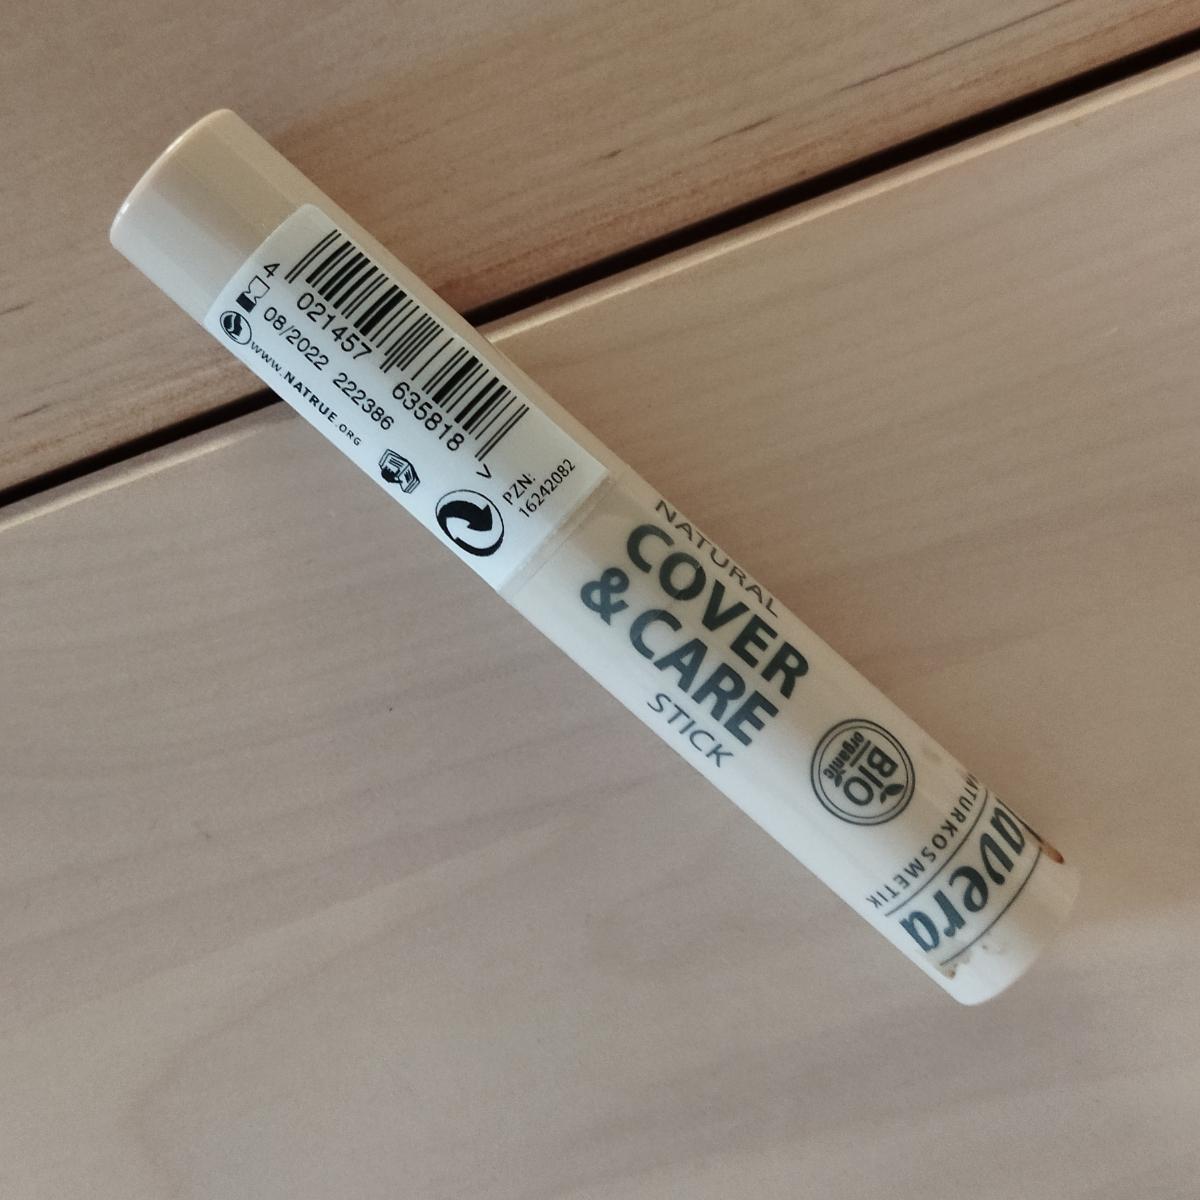 4 021457 635818 >
08/2022 222386
www.NATRUE.ORG
PZN:
16242082
NATURAL
COVER
& CARE
STICK
BIO
organic
lavera
NATURKOSMETIK